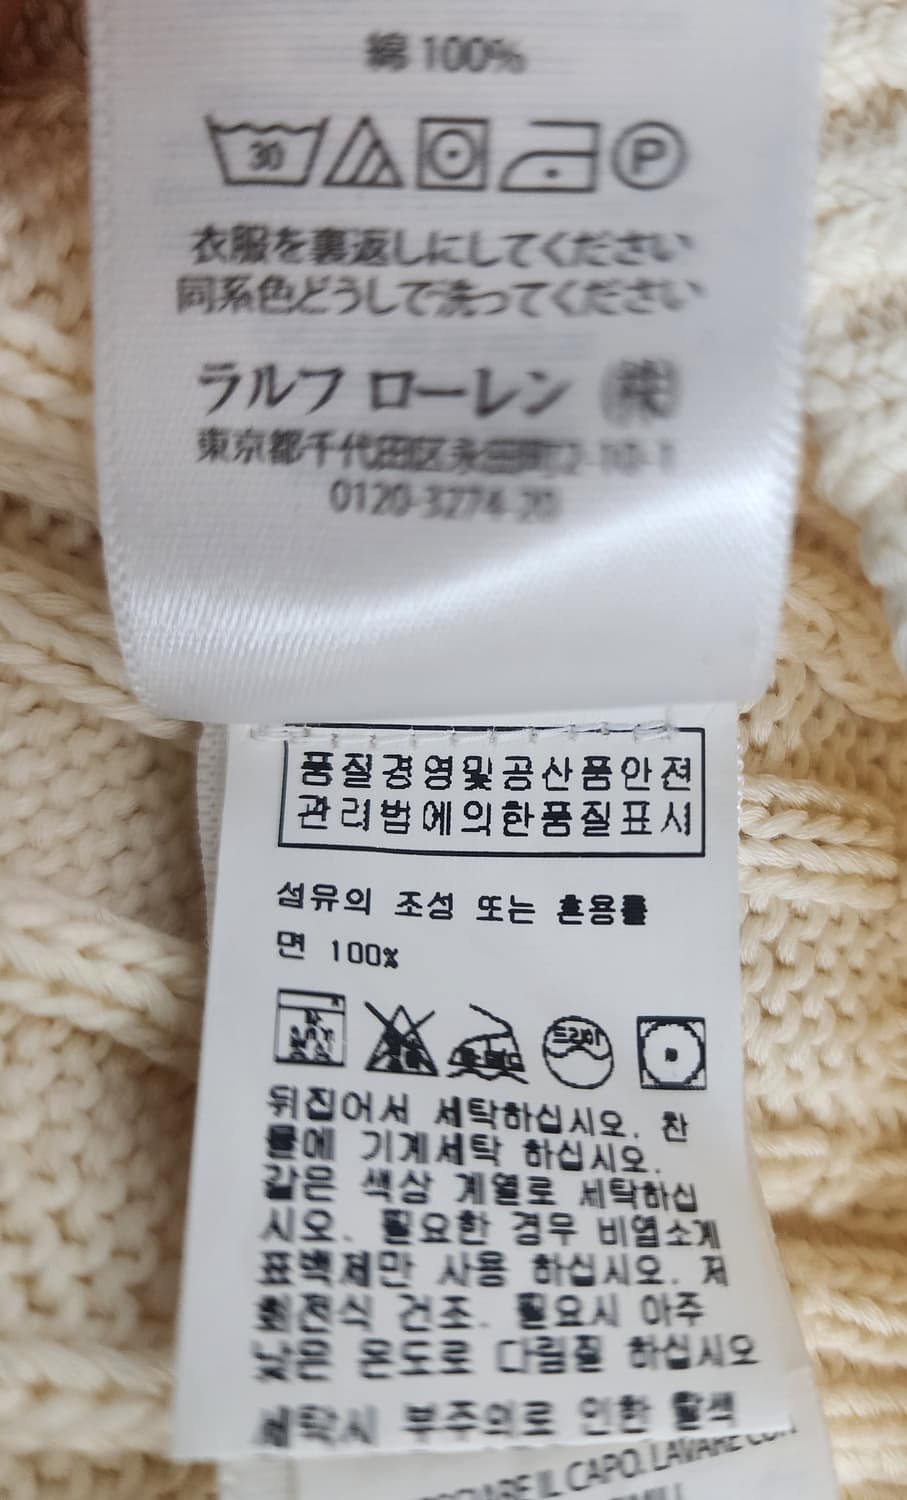 綿 100%
30
P
衣服を裏返しにしてください
同系色どうしで洗ってください
ラルフ ローレン ㈱
東京都千代田区永田町2-10-1
0120-3274-20
품질경영및공산품안전
관리법에의한품질표시
섬유의 조성 또는 혼용률
면 100%
드라이
뒤집어서 세탁하십시오. 찬
물에 기계세탁 하십시오.
같은 색상 계열로 세탁하십
시오. 필요한 경우 비염소계
표백제만 사용 하십시오. 저
회전식 건조. 필요시 아주
낮은 온도로 다림질 하십시오
세탁시 부주의로 인한 탈색
IL CAPO. LAVARE CON